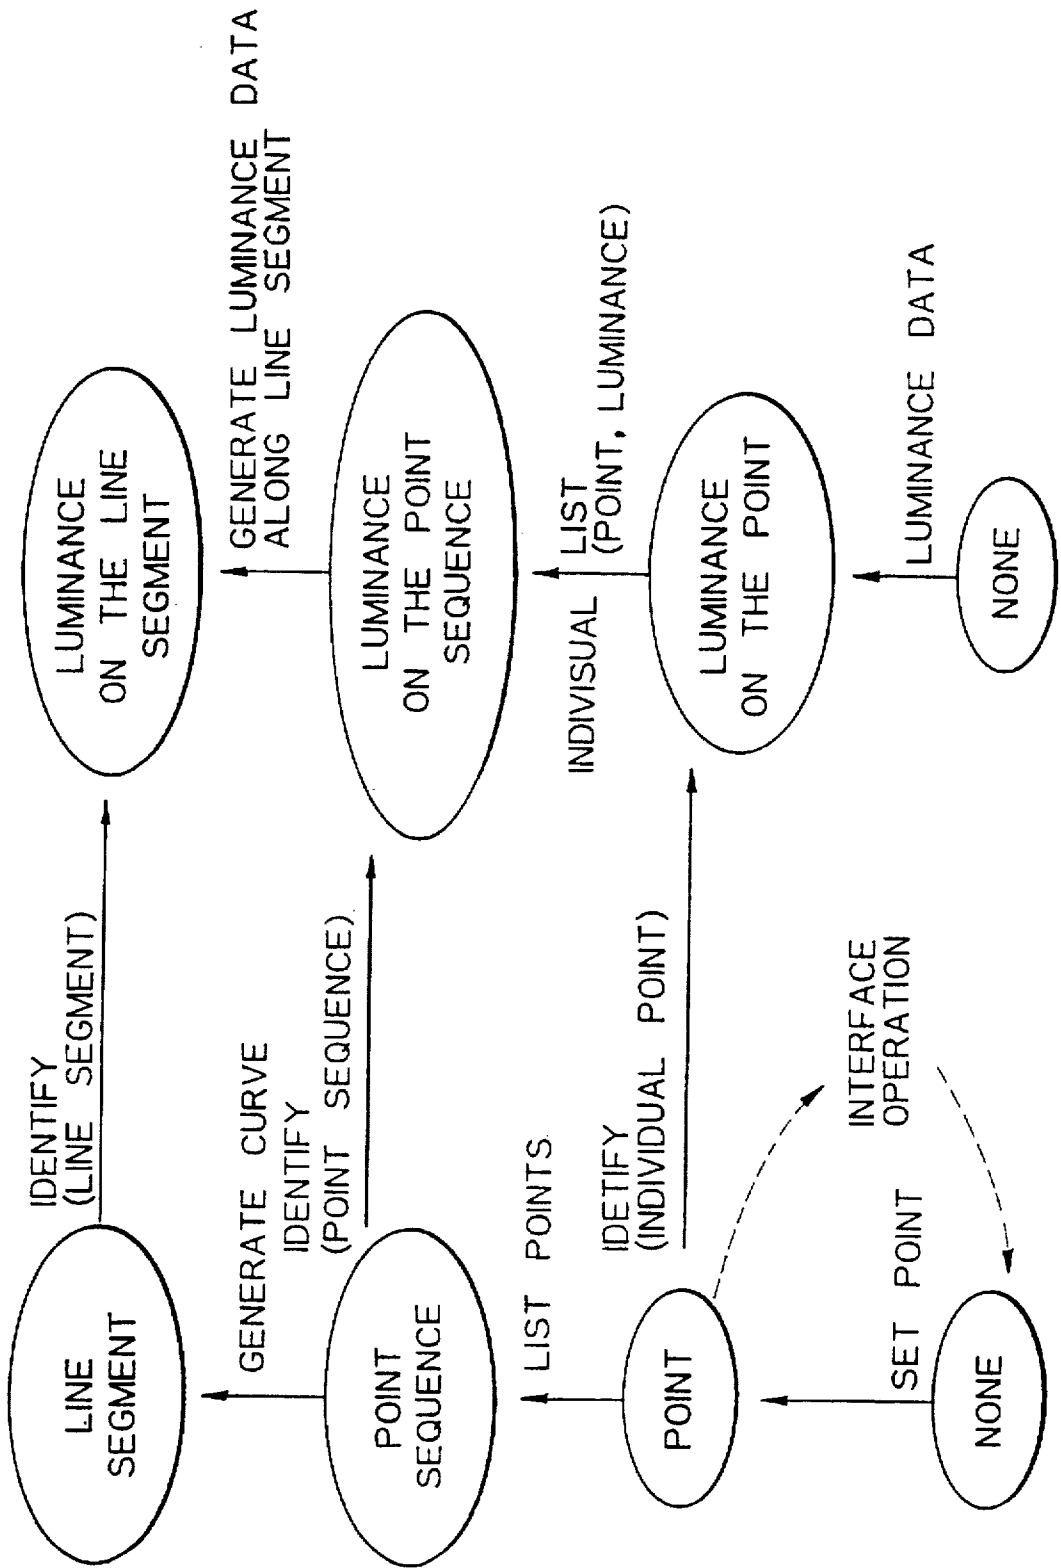 LINE
SEGMENT
IDENTIFY
(LINE SEGMENT)
LUMINANCE
ON THE LINE
SEGMENT
GENERATE CURVE
GENERATE LUMINANCE DATA
ALONG LINE SEGMENT
POINT
SEQUENCE
IDENTIFY
(POINT SEQUENCE)
LUMINANCE
ON THE POINT
SEQUENCE
LIST POINTS
INDIVISUAL
LIST
(POINT, LUMINANCE)
POINT
IDETIFY
(INDIVIDUAL POINT)
LUMINANCE
ON THE POINT
INTERFACE
OPERATION
SET POINT
LUMINANCE DATA
NONE
NONE